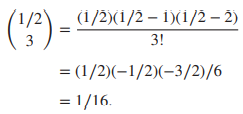 (1/2 3) = (1/2)(1/2 − 1)(1/2 − 2) / 3!
= (1/2)(−1/2)(−3/2)/6
= 1/16.